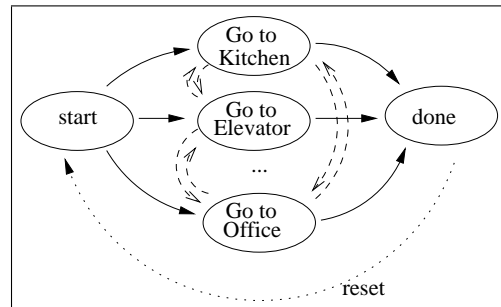 Go to
Kitchen
start
Go to
Elevator
done
...
Go to
Office
reset